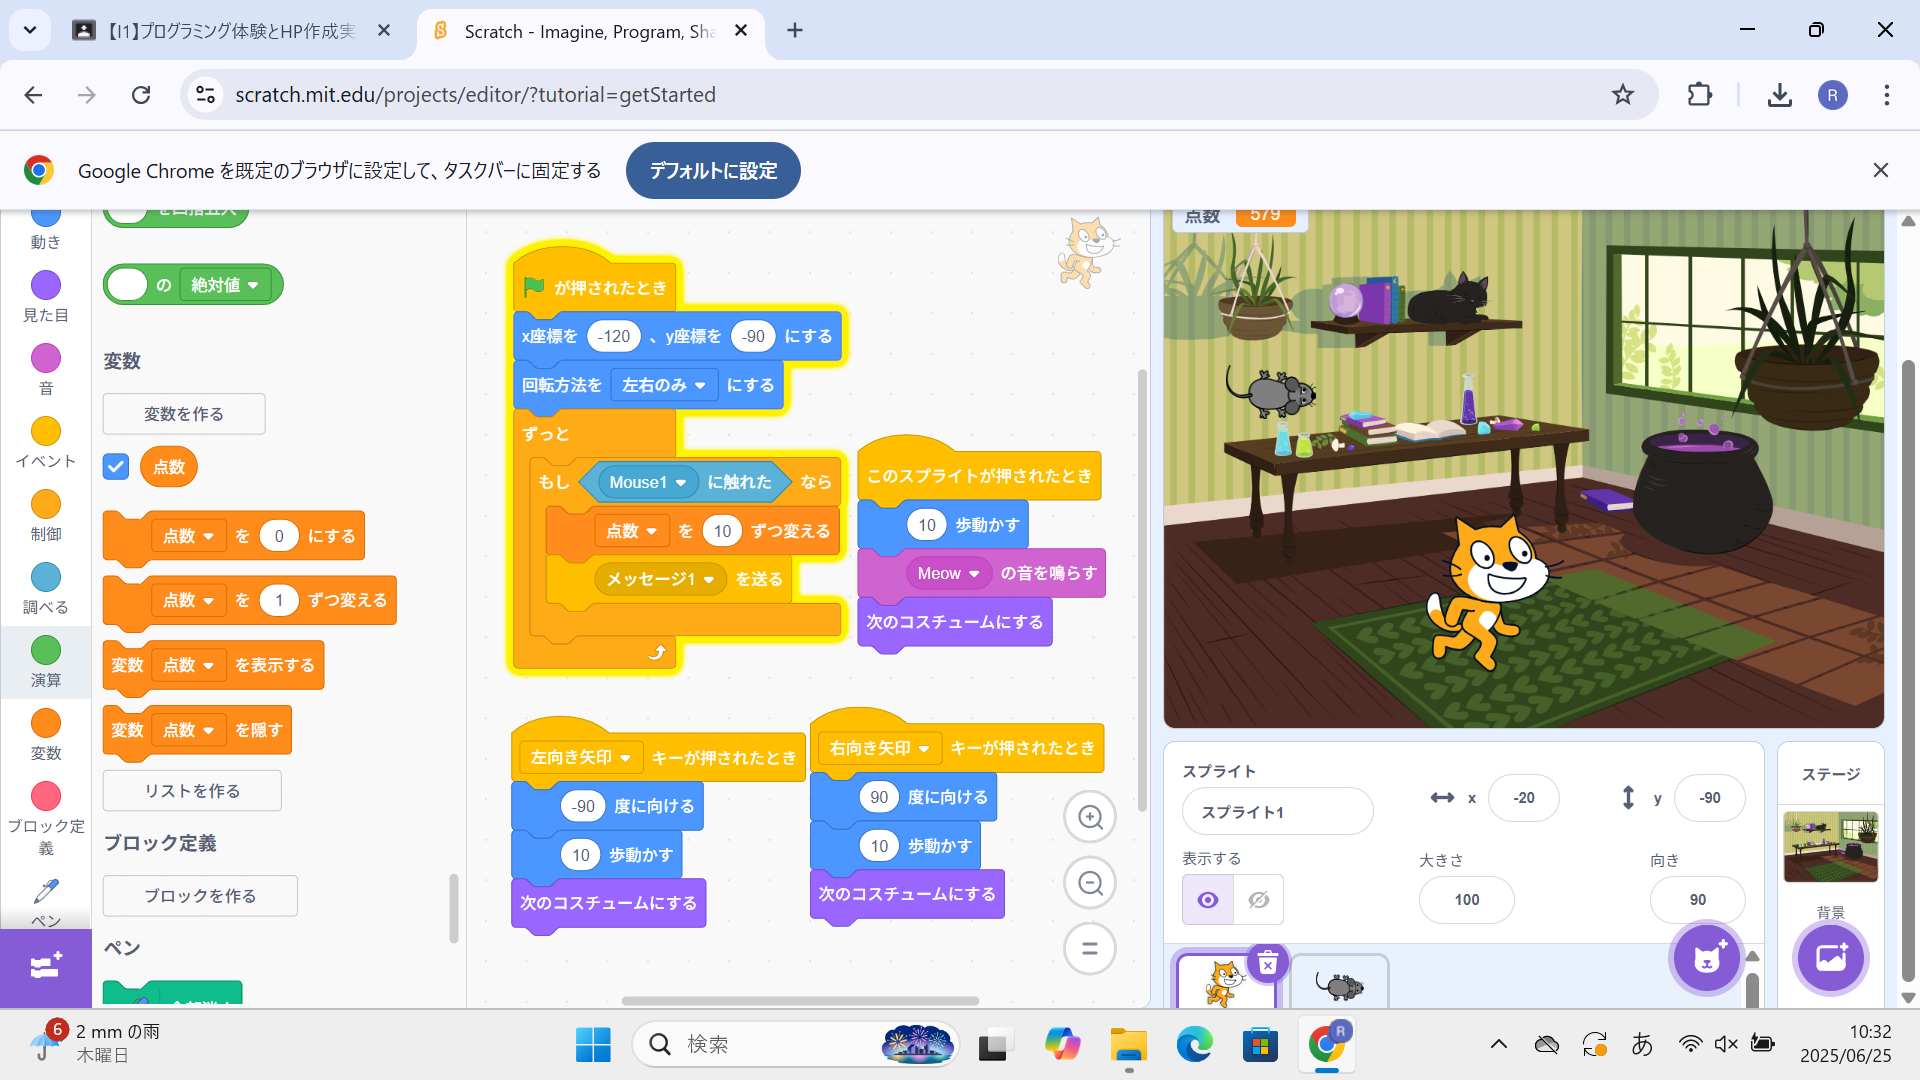 【I1】プログラミング体験とHP作成実
Scratch - Imagine, Program, Sha
scratch.mit.edu/projects/editor/?tutorial=getStarted
R
Google Chrome を既定のブラウザに設定して、タスクバーに固定する
デフォルトに設定
動き
見た目
音
イベント
制御
調べる
演算
変数
ブロック定
義
ペン
を四捨五入
の 絶対値
変数
変数を作る
点数
点数 を 0 にする
点数 を 1 ずつ変える
変数 点数 を表示する
変数 点数 を隠す
リストを作る
ブロック定義
ブロックを作る
ペン
が押されたとき
x座標を -120 、y座標を -90 にする
回転方法を 左右のみ にする
ずっと
もし Mouse1 に触れた なら
点数 を 10 ずつ変える
メッセージ1 を送る
このスプライトが押されたとき
10 歩動かす
Meow の音を鳴らす
次のコスチュームにする
左向き矢印 キーが押されたとき
-90 度に向ける
10 歩動かす
次のコスチュームにする
右向き矢印 キーが押されたとき
90 度に向ける
10 歩動かす
次のコスチュームにする
点数 579
スプライト
スプライト1
x -20
y -90
表示する
大きさ
100
向き
90
ステージ
背景
6
2 mm の雨
木曜日
検索
R
あ
10:32
2025/06/25